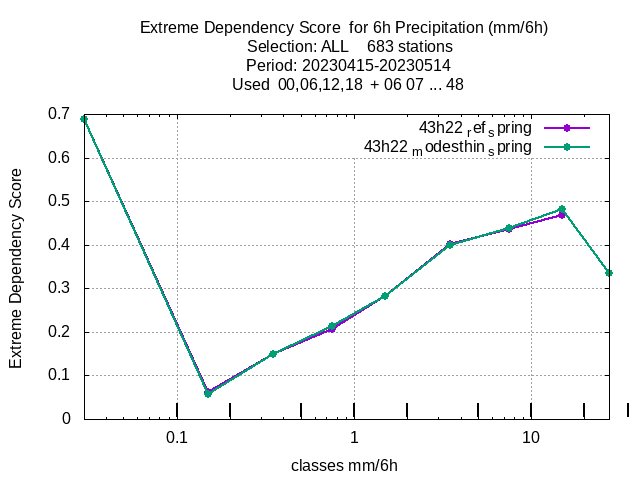 Extreme Dependency Score  for 6h Precipitation (mm/6h)
Selection: ALL    683 stations
Period: 20230415-20230514
Used  00,06,12,18  + 06 07 ... 48
43h22 ref spring
43h22 modesthin spring
Extreme Dependency Score
0.7
0.6
0.5
0.4
0.3
0.2
0.1
0
0.1 1 10
classes mm/6h